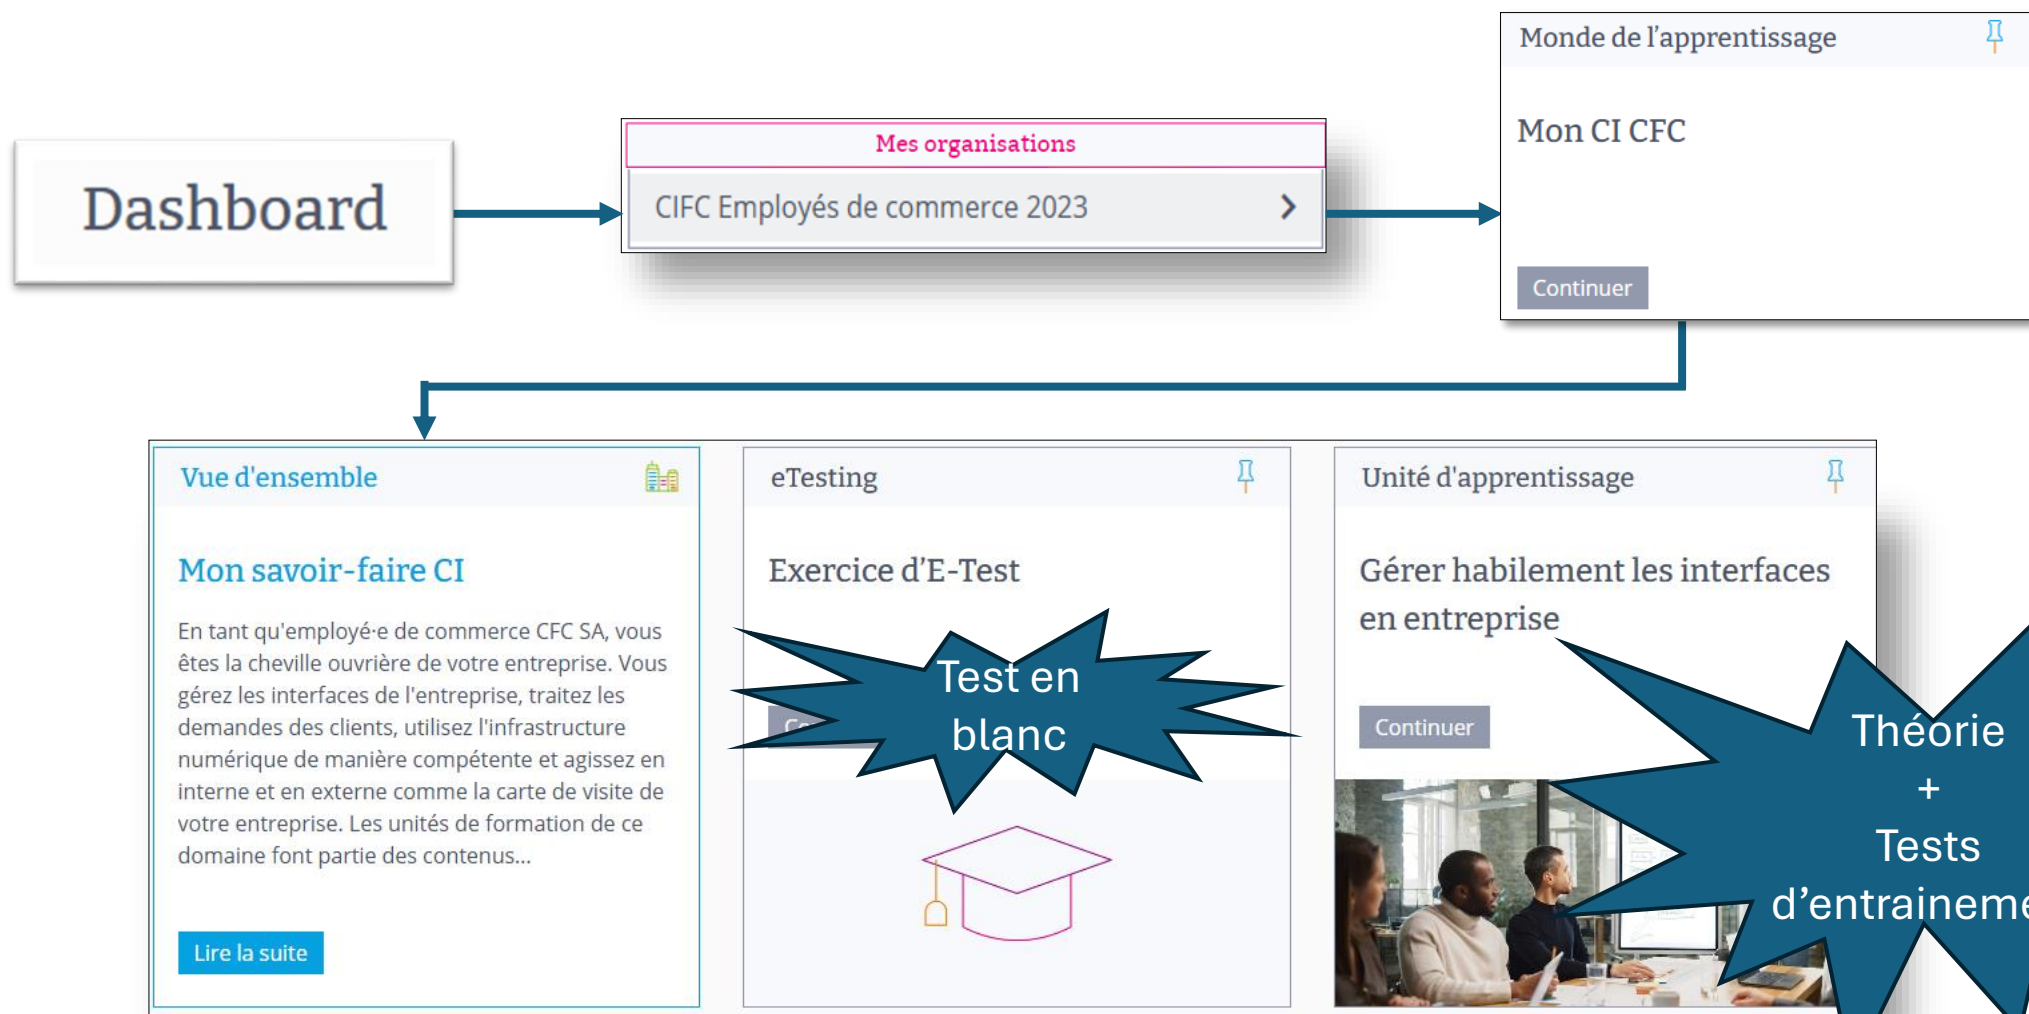 Dashboard
Mes organisations
CIFC Employés de commerce 2023
Monde de l’apprentissage
Mon CI CFC
Continuer
Vue d'ensemble
Mon savoir-faire CI
En tant qu'employé·e de commerce CFC SA, vous
êtes la cheville ouvrière de votre entreprise. Vous
gérez les interfaces de l'entreprise, traitez les
demandes des clients, utilisez l'infrastructure
numérique de manière compétente et agissez en
interne et en externe comme la carte de visite de
votre entreprise. Les unités de formation de ce
domaine font partie des contenus...
Lire la suite
eTesting
Exercice d’E-Test
Test en
blanc
Unité d'apprentissage
Gérer habilement les interfaces
en entreprise
Continuer
Théorie
+
Tests